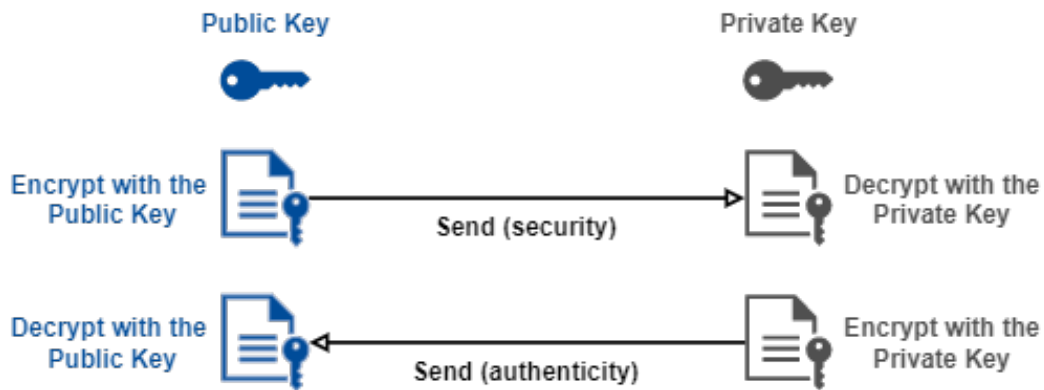 Public Key
Private Key
Encrypt with the
Public Key
Send (security)
Decrypt with the
Private Key
Decrypt with the
Public Key
Send (authenticity)
Encrypt with the
Private Key